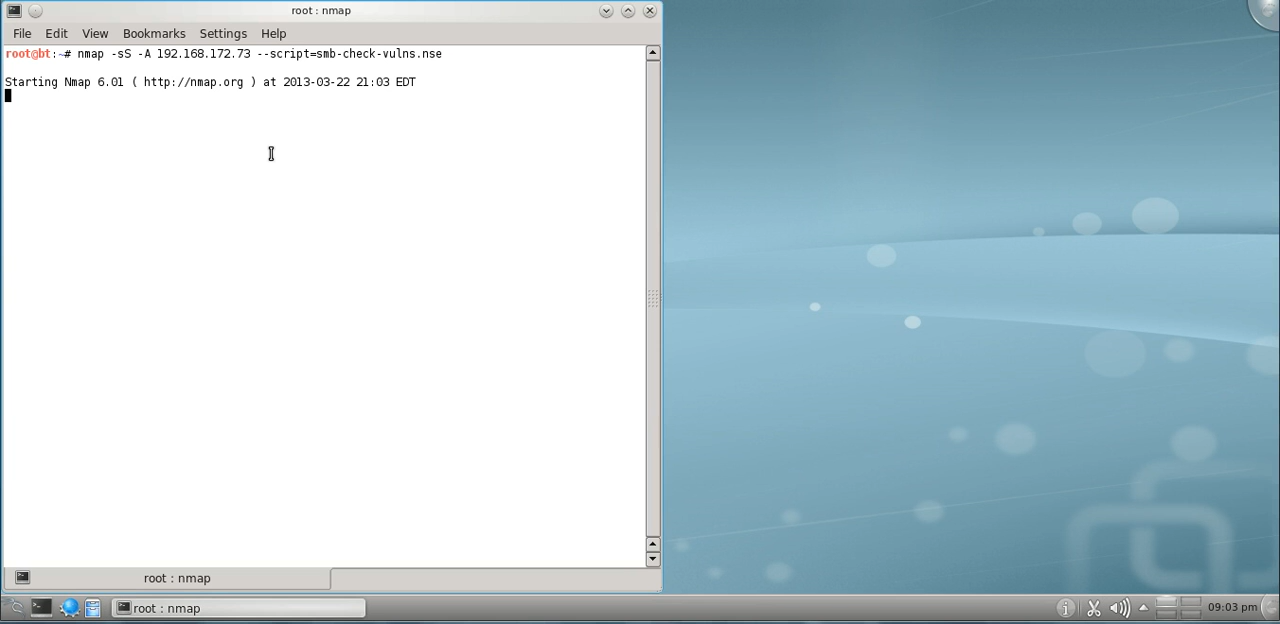 root : nmap
File Edit View Bookmarks Settings Help
root@bt:~# nmap -sS -A 192.168.172.73 --script=smb-check-vulns.nse
Starting Nmap 6.01 ( http://nmap.org ) at 2013-03-22 21:03 EDT
root : nmap
root : nmap
09:03 pm